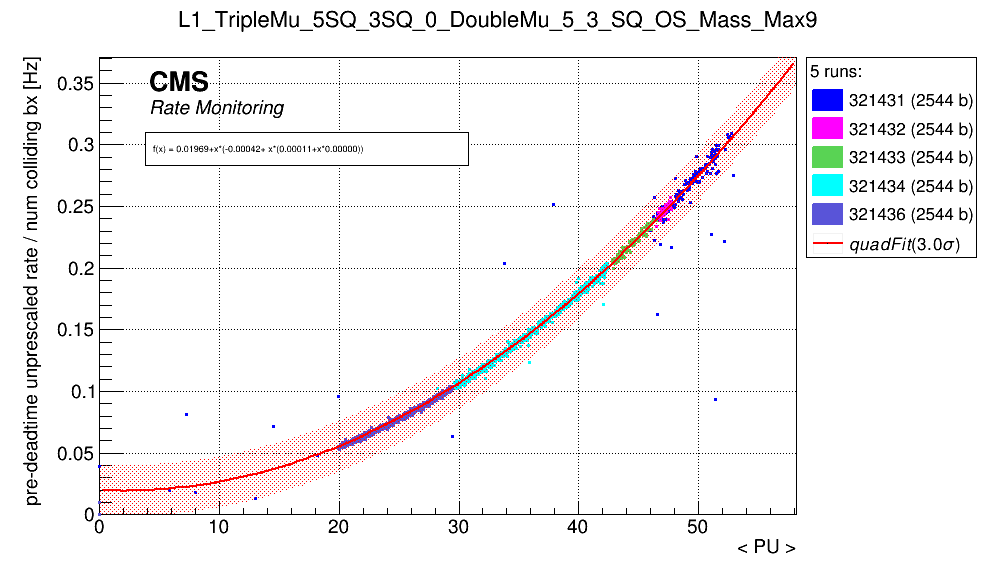 L1_TripleMu_5SQ_3SQ_0_DoubleMu_5_3_SQ_OS_Mass_Max9
pre-deadtime unprescaled rate / num colliding bx [Hz]
CMS
Rate Monitoring
f(x) = 0.01969+x*(-0.00042+ x*(0.00011+x*0.00000))
0.35
0.3
0.25
0.2
0.15
0.1
0.05
0
0 10 20 30 40 50
< PU >
5 runs:
321431 (2544 b)
321432 (2544 b)
321433 (2544 b)
321434 (2544 b)
321436 (2544 b)
quadFit(3.0σ)